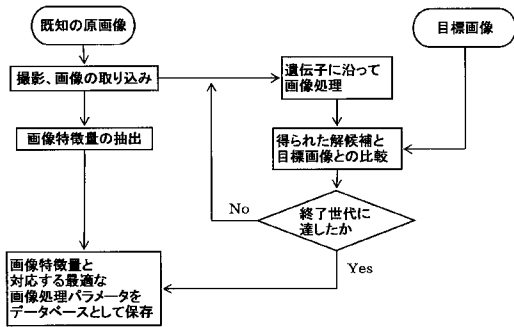 既知の原画像
目標画像
撮影、画像の取り込み
遺伝子に沿って
画像処理
画像特徴量の抽出
得られた解候補と
目標画像との比較
終了世代に
達したか
No
Yes
画像特徴量と
対応する最適な
画像処理パラメータを
データベースとして保存